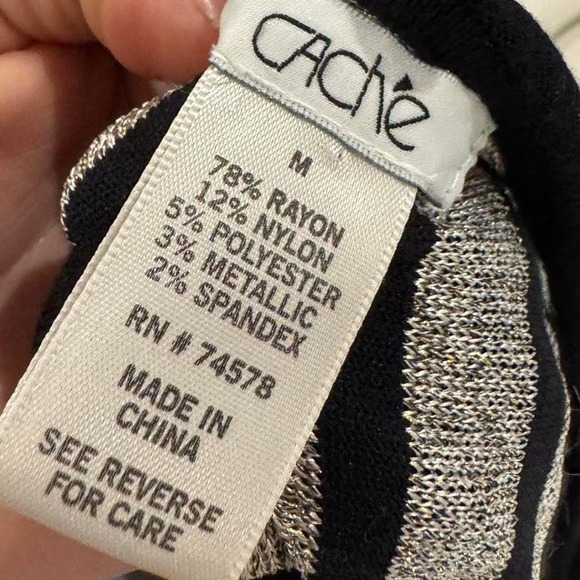 CAChé
M
78% RAYON
12% NYLON
5% POLYESTER
3% METALLIC
2% SPANDEX
RN # 74578
MADE IN
CHINA
SEE REVERSE
FOR CARE